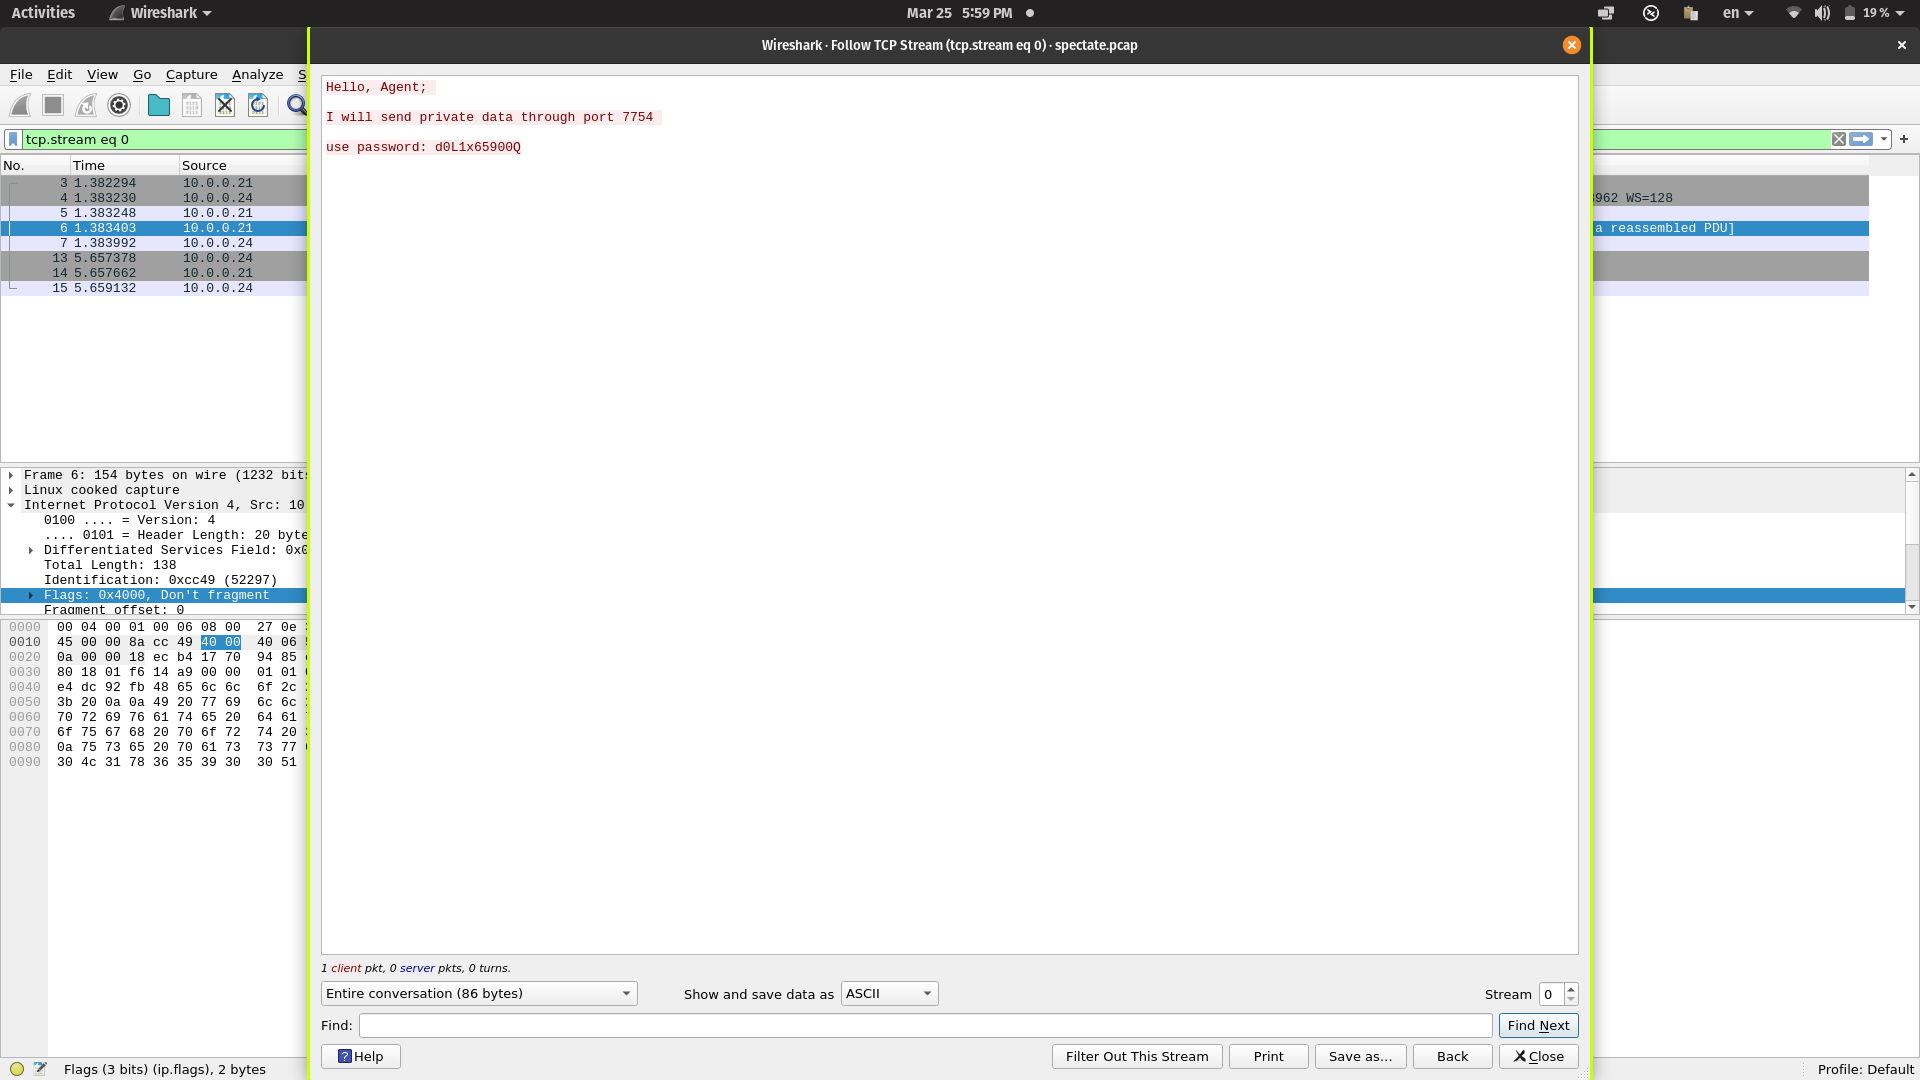 Activities Wireshark Mar 25 5:59 PM en 19 %
Wireshark · Follow TCP Stream (tcp.stream eq 0) · spectate.pcap
File Edit View Go Capture Analyze S
tcp.stream eq 0
No. Time Source
3 1.382294 10.0.0.21
4 1.383230 10.0.0.24 962 WS=128
5 1.383248 10.0.0.21
6 1.383403 10.0.0.21 a reassembled PDU]
7 1.383992 10.0.0.24
13 5.657378 10.0.0.24
14 5.657662 10.0.0.21
15 5.659132 10.0.0.24
Hello, Agent;
I will send private data through port 7754
use password: d0L1x65900Q
Frame 6: 154 bytes on wire (1232 bits
Linux cooked capture
Internet Protocol Version 4, Src: 10
0100 .... = Version: 4
.... 0101 = Header Length: 20 byte
Differentiated Services Field: 0x0
Total Length: 138
Identification: 0xcc49 (52297)
Flags: 0x4000, Don't fragment
Fragment offset: 0
0000 00 04 00 01 00 06 08 00 27 0e
0010 45 00 00 8a cc 49 40 00 40 06
0020 0a 00 00 18 ec b4 17 70 94 85
0030 80 18 01 f6 14 a9 00 00 01 01
0040 e4 dc 92 fb 48 65 6c 6c 6f 2c
0050 3b 20 0a 0a 49 20 77 69 6c 6c
0060 70 72 69 76 61 74 65 20 64 61
0070 6f 75 67 68 20 70 6f 72 74 20
0080 0a 75 73 65 20 70 61 73 73 77
0090 30 4c 31 78 36 35 39 30 30 51
1 client pkt, 0 server pkts, 0 turns.
Entire conversation (86 bytes) Show and save data as ASCII Stream 0
Find: Find Next
Help Filter Out This Stream Print Save as… Back Close
Flags (3 bits) (ip.flags), 2 bytes Profile: Default